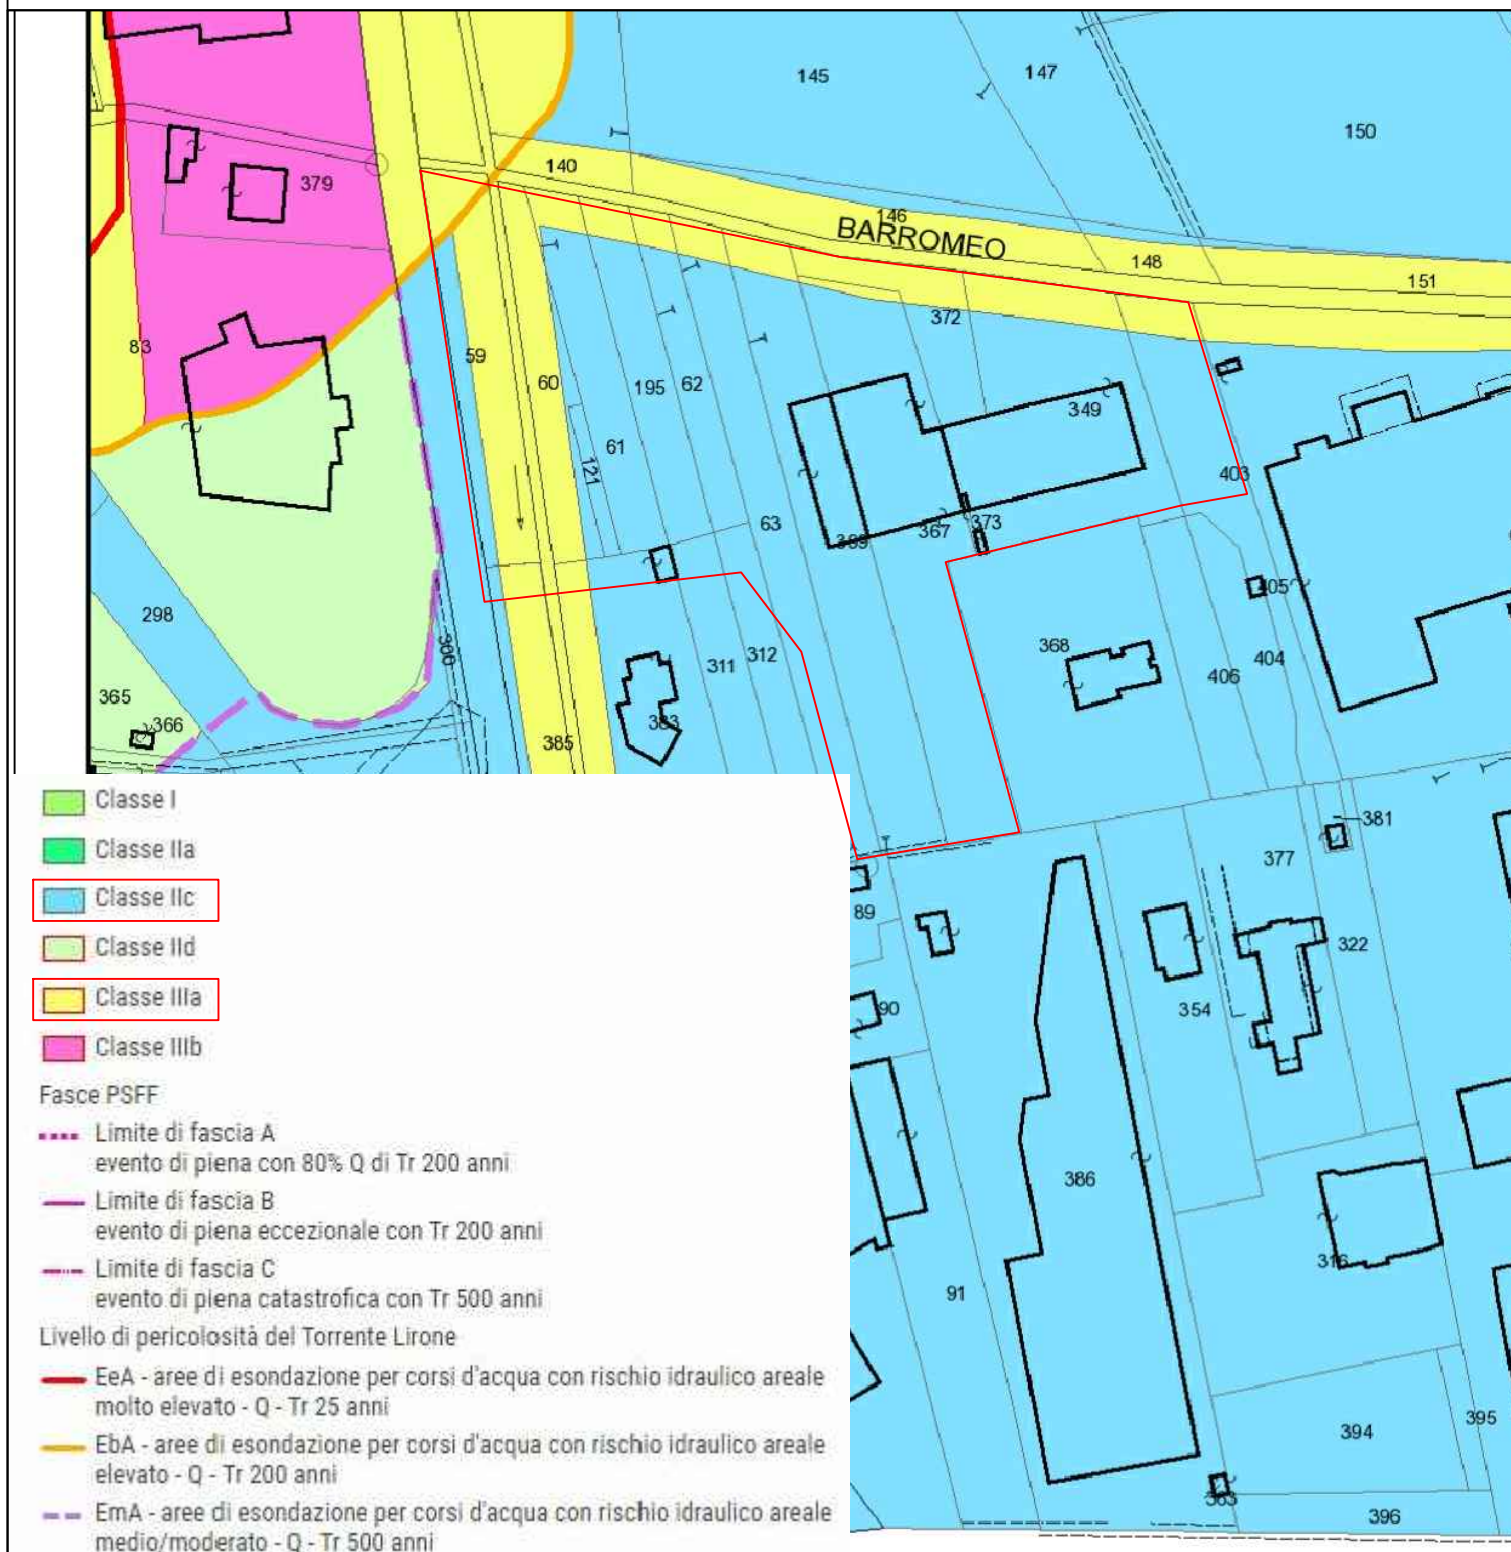 145
147
150
140
379
146
BARROMEO
148
151
372
83
59
60
195
62
349
61
121
403
63
389
367
373
405
298
300
368
311
312
404
406
365
366
383
385
381
377
89
322
90
354
386
316
91
394
395
363
396
Classe I
Classe IIa
Classe IIc
Classe IId
Classe IIIa
Classe IIIb
Fasce PSFF
Limite di fascia A
evento di piena con 80% Q di Tr 200 anni
Limite di fascia B
evento di piena eccezionale con Tr 200 anni
Limite di fascia C
evento di piena catastrofica con Tr 500 anni
Livello di pericolosità del Torrente Lirone
EeA - aree di esondazione per corsi d'acqua con rischio idraulico areale
molto elevato - Q - Tr 25 anni
EbA - aree di esondazione per corsi d'acqua con rischio idraulico areale
elevato - Q - Tr 200 anni
EmA - aree di esondazione per corsi d'acqua con rischio idraulico areale
medio/moderato - Q - Tr 500 anni